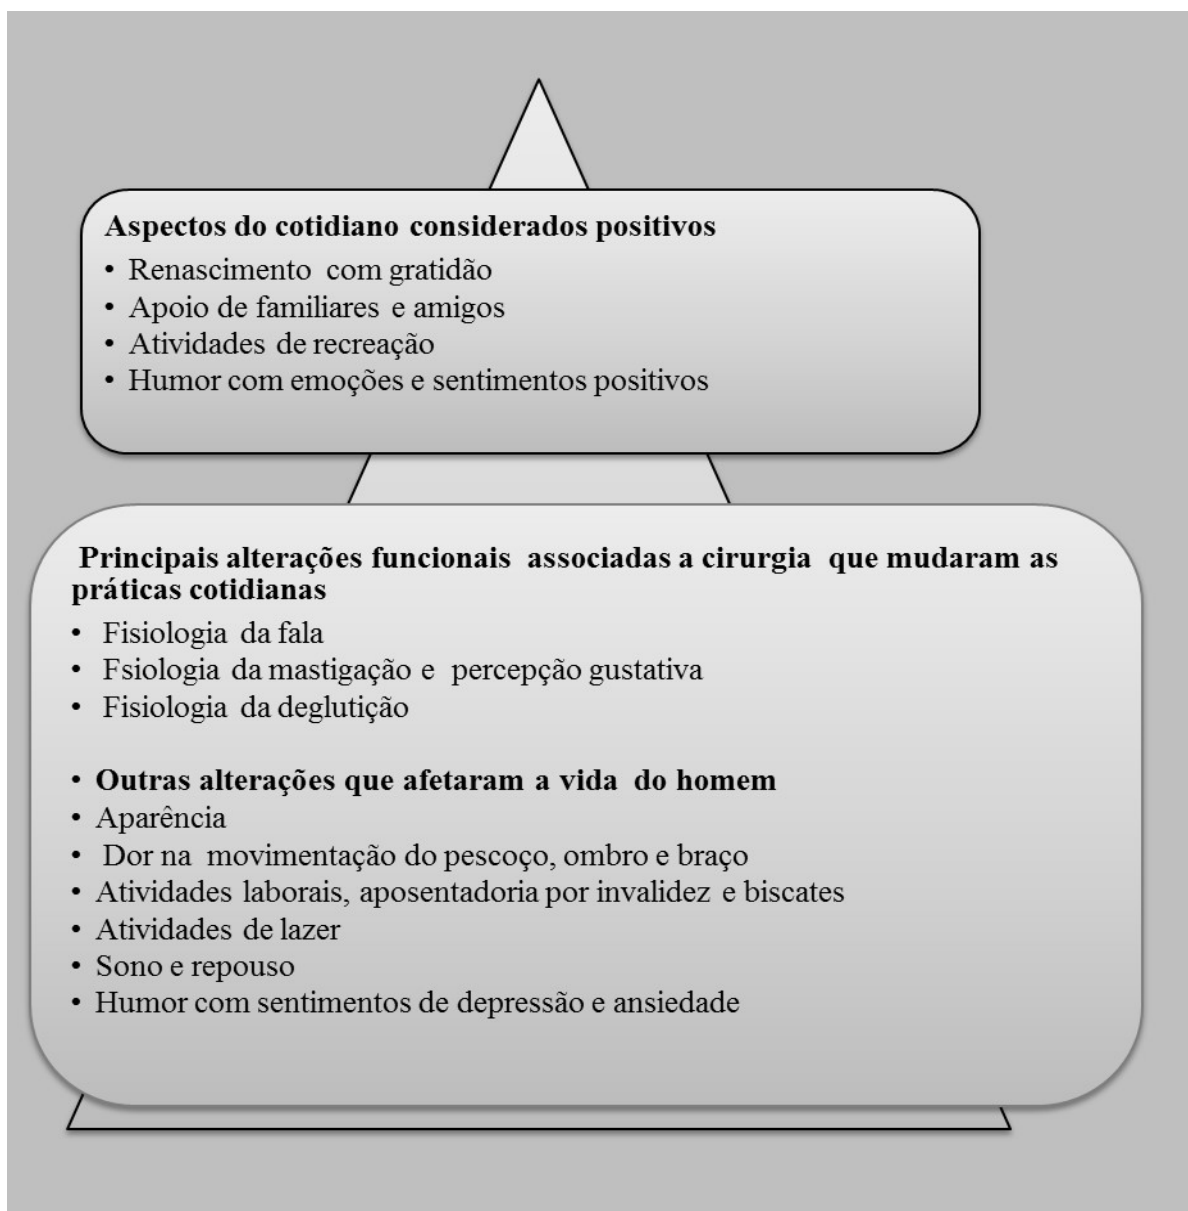 Aspectos do cotidiano considerados positivos
• Renascimento com gratidão
• Apoio de familiares e amigos
• Atividades de recreação
• Humor com emoções e sentimentos positivos
Principais alterações funcionais associadas a cirurgia que mudaram as
práticas cotidianas
• Fisiologia da fala
• Fsiologia da mastigação e percepção gustativa
• Fisiologia da deglutição
• Outras alterações que afetaram a vida do homem
• Aparência
• Dor na movimentação do pescoço, ombro e braço
• Atividades laborais, aposentadoria por invalidez e biscates
• Atividades de lazer
• Sono e repouso
• Humor com sentimentos de depressão e ansiedade